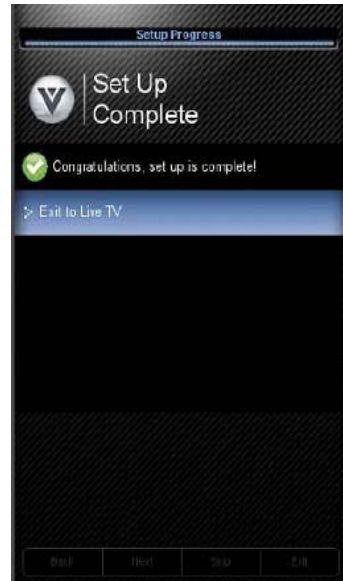 Setup Progress
Set Up
Complete
Congratulations, set up is complete!
> Exit to Live TV
Back Next Skip Exit